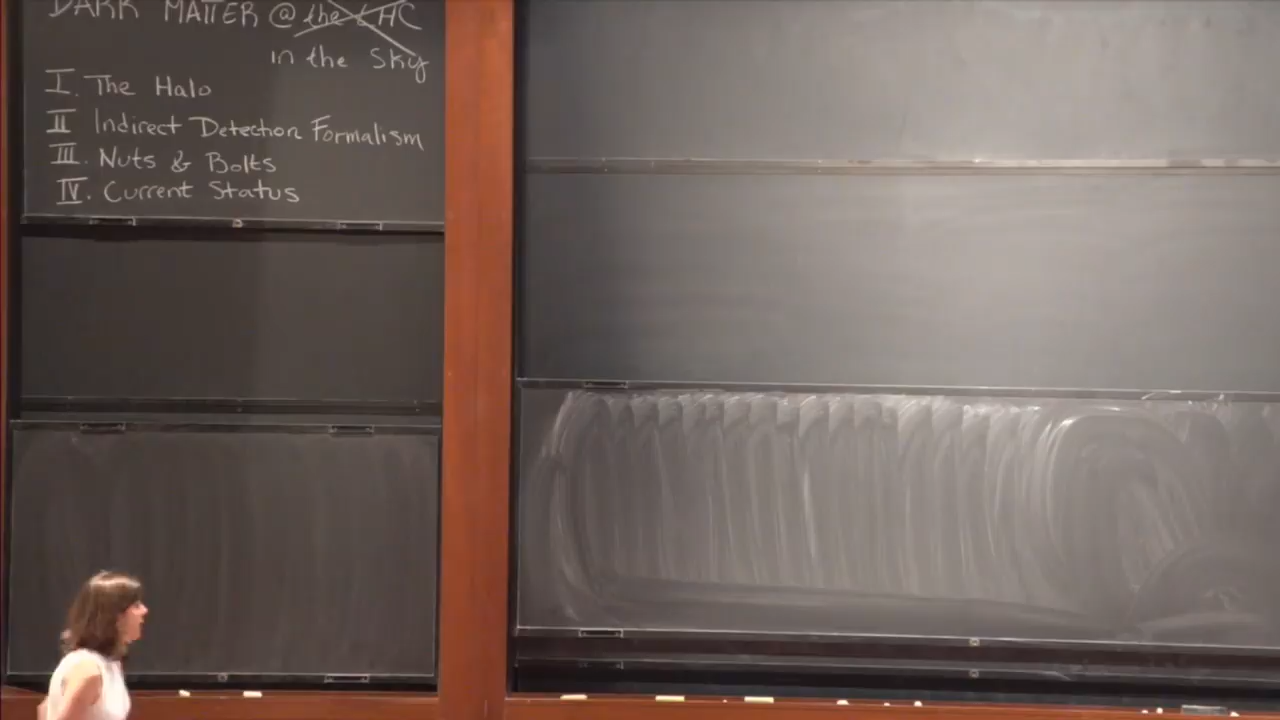 DARK MATTER @ the LHC
in the Sky
I. The Halo
II Indirect Detection Formalism
III. Nuts & Bolts
IV. Current Status